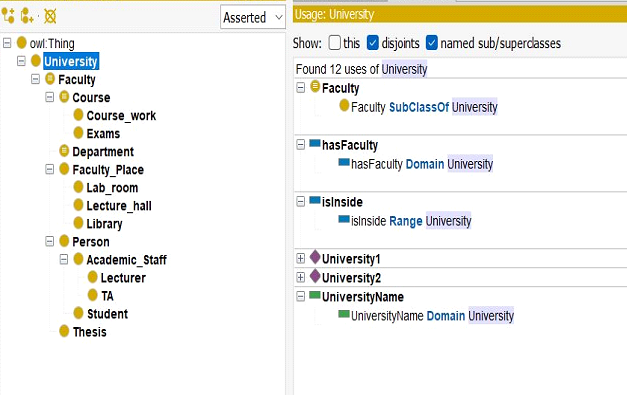 Asserted
owl:Thing
University
Faculty
Course
Course_work
Exams
Department
Faculty_Place
Lab_room
Lecture_hall
Library
Person
Academic_Staff
Lecturer
TA
Student
Thesis
Usage: University
Show: this disjoints named sub/superclasses
Found 12 uses of University
Faculty
Faculty SubClassOf University
hasFaculty
hasFaculty Domain University
isInside
isInside Range University
University1
University2
UniversityName
UniversityName Domain University